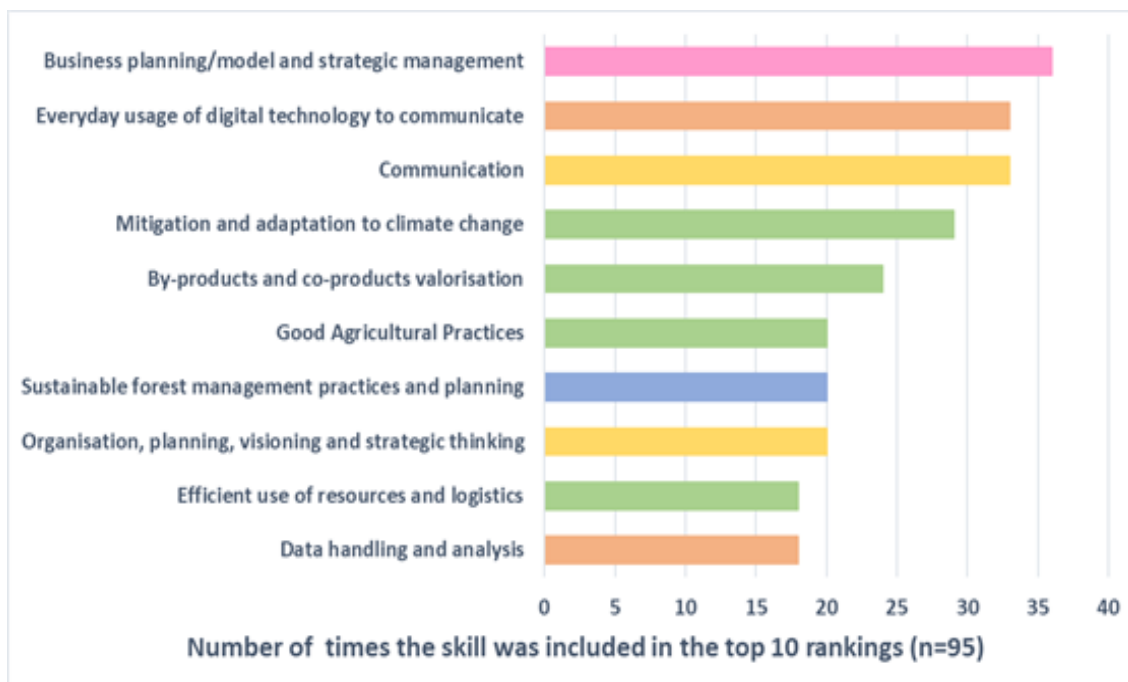 Business planning/model and strategic management
Everyday usage of digital technology to communicate
Communication
Mitigation and adaptation to climate change
By-products and co-products valorisation
Good Agricultural Practices
Sustainable forest management practices and planning
Organisation, planning, visioning and strategic thinking
Efficient use of resources and logistics
Data handling and analysis
0 5 10 15 20 25 30 35 40
Number of times the skill was included in the top 10 rankings (n=95)